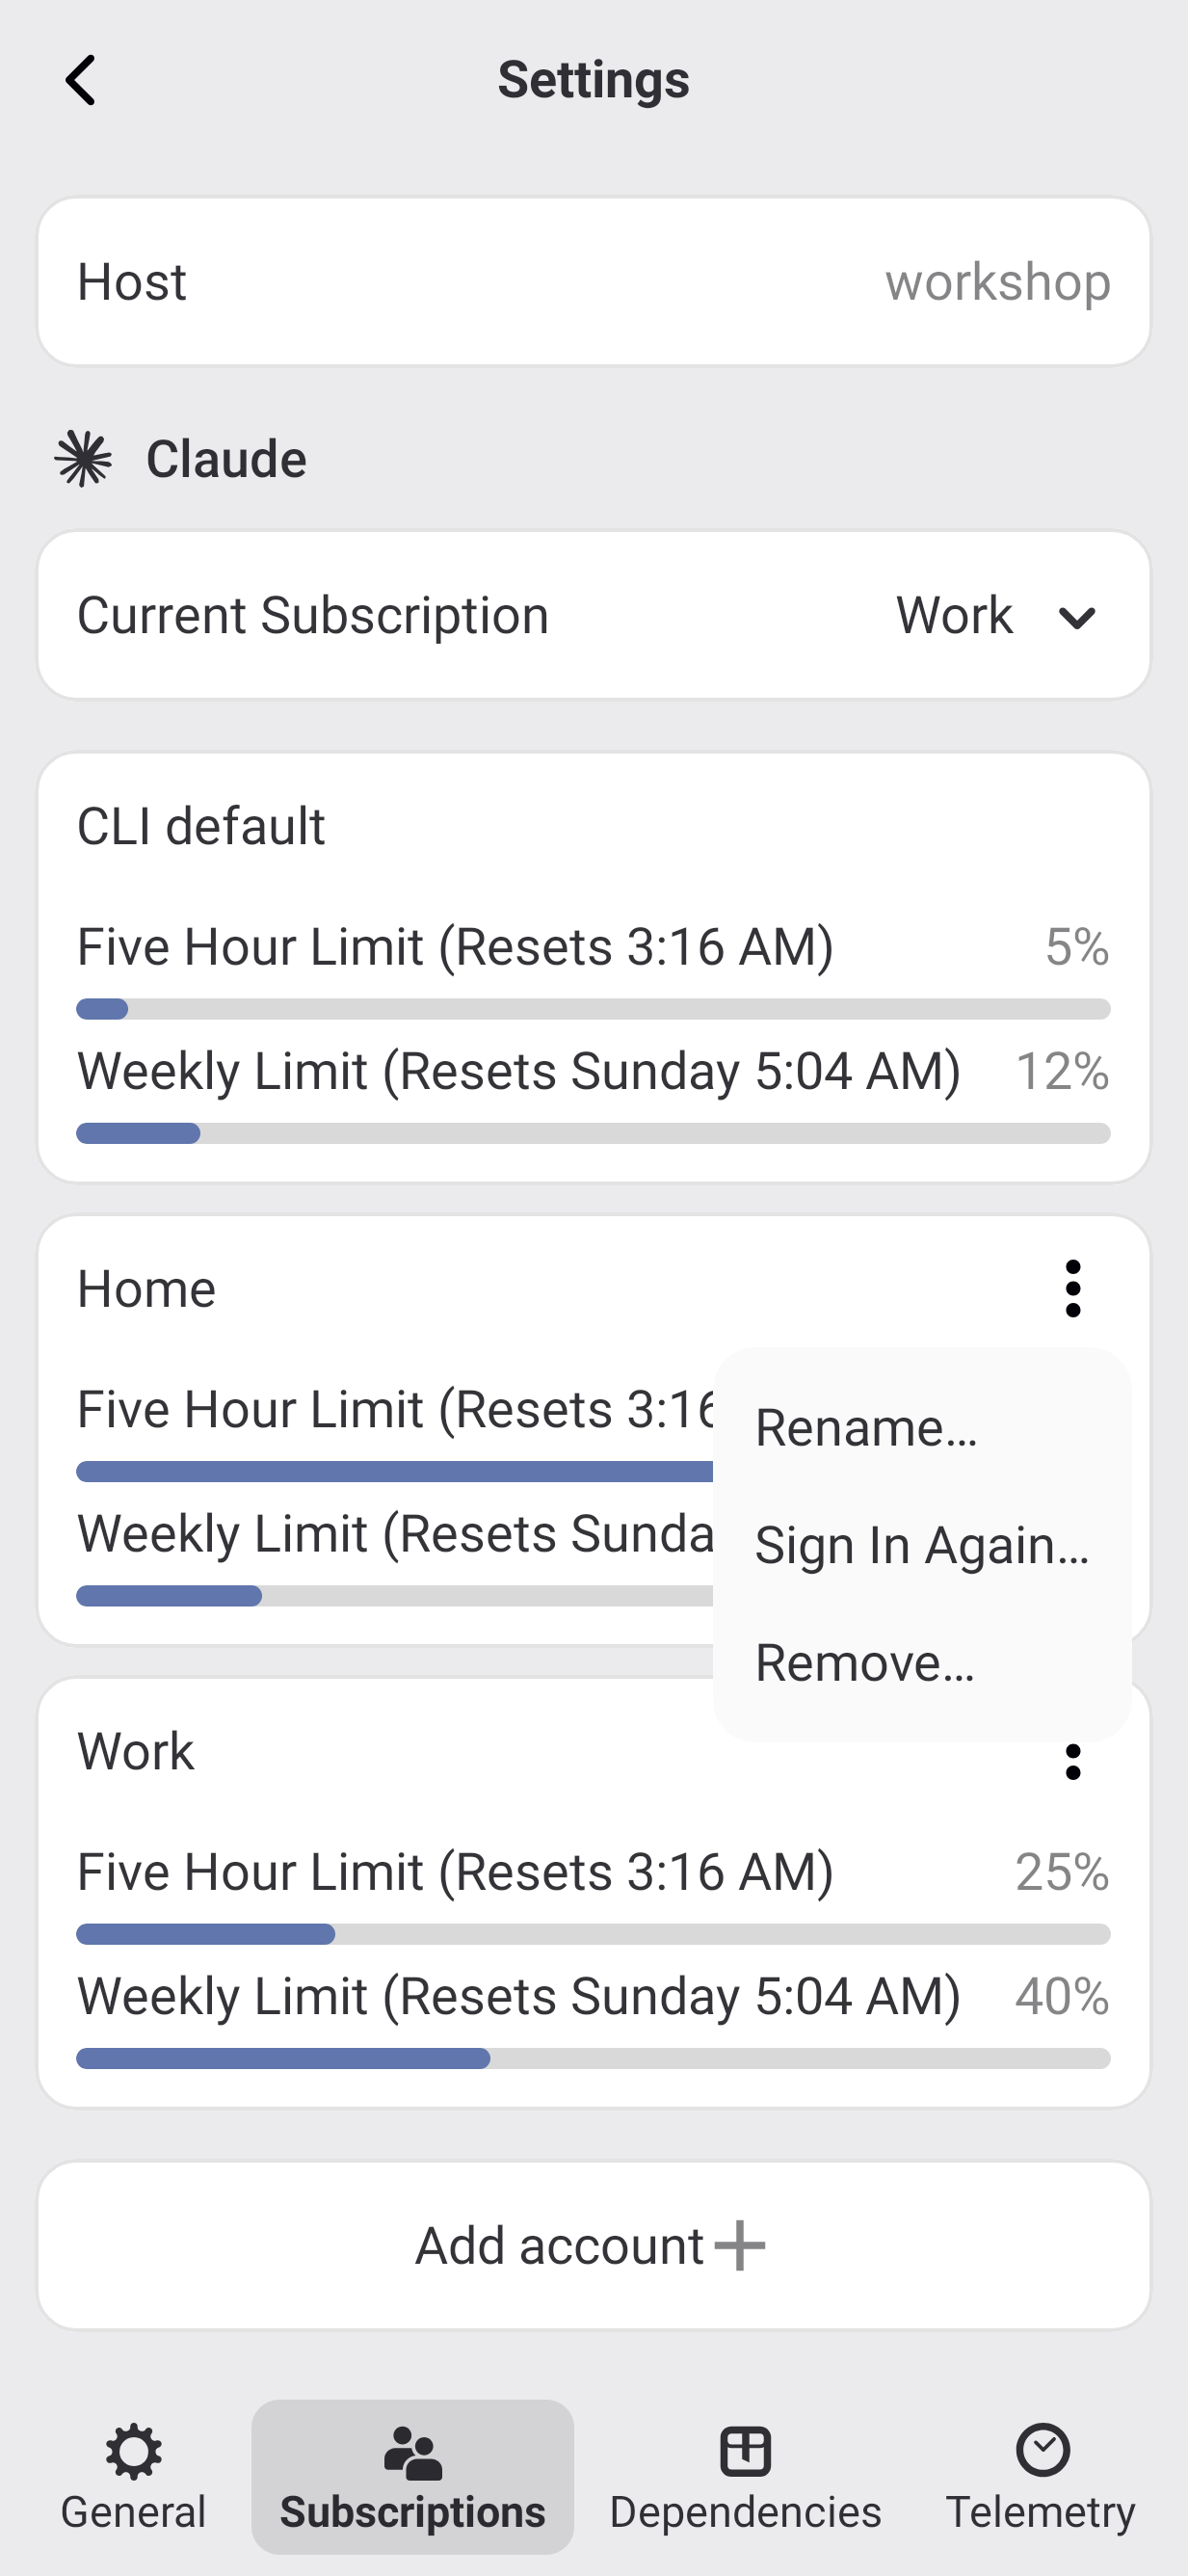 Settings
Host workshop
Claude
Current Subscription Work
CLI default
Five Hour Limit (Resets 3:16 AM) 5%
Weekly Limit (Resets Sunday 5:04 AM) 12%
Home
Five Hour Limit (Resets 3:16
Rename…
Weekly Limit (Resets Sunda
Sign In Again…
Remove…
Work
Five Hour Limit (Resets 3:16 AM) 25%
Weekly Limit (Resets Sunday 5:04 AM) 40%
Add account
General Subscriptions Dependencies Telemetry